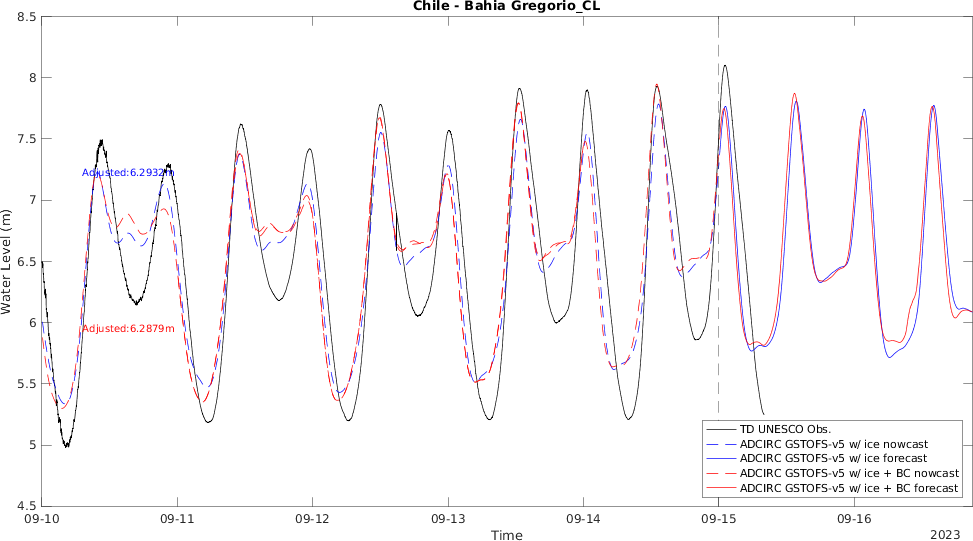 Chile - Bahia Gregorio_CL
8.5
8
7.5
7
6.5
6
5.5
5
4.5
Water Level (m)
Adjusted:6.2932m
Adjusted:6.2879m
TD UNESCO Obs.
ADCIRC GSTOFS-v5 w/ ice nowcast
ADCIRC GSTOFS-v5 w/ ice forecast
ADCIRC GSTOFS-v5 w/ ice + BC nowcast
ADCIRC GSTOFS-v5 w/ ice + BC forecast
09-10 09-11 09-12 09-13 09-14 09-15 09-16
Time
2023